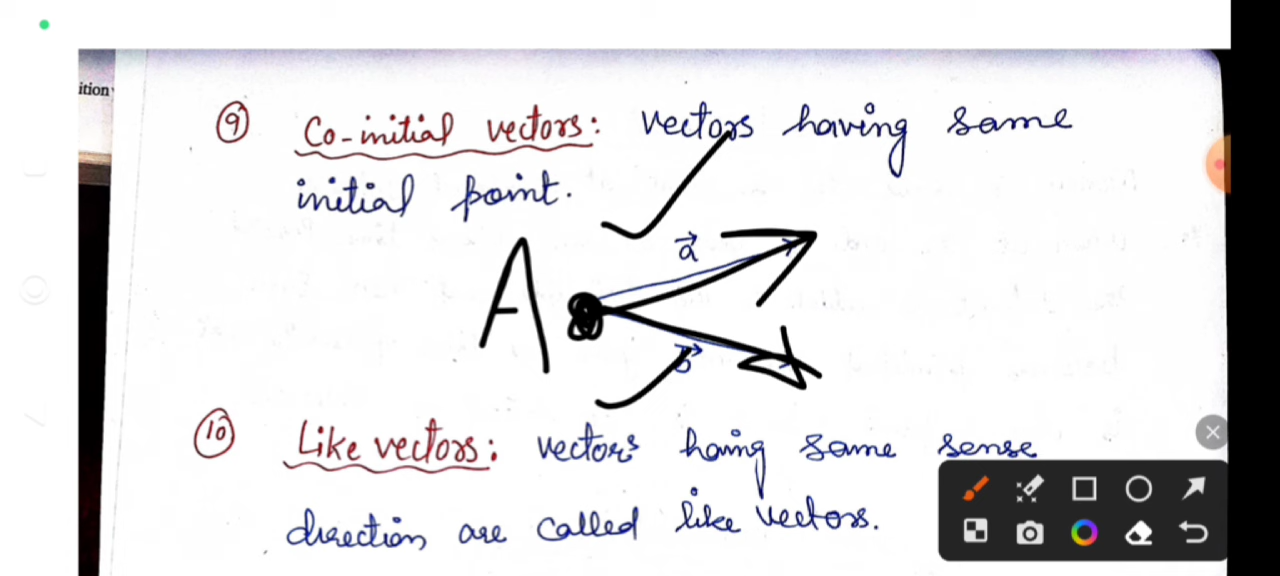 ition
⑨ Co-initial vectors: vectors having same
initial point.
a⃗
A
b⃗
⑩ Like vectors: vectors having same sense
direction are called like vectors.